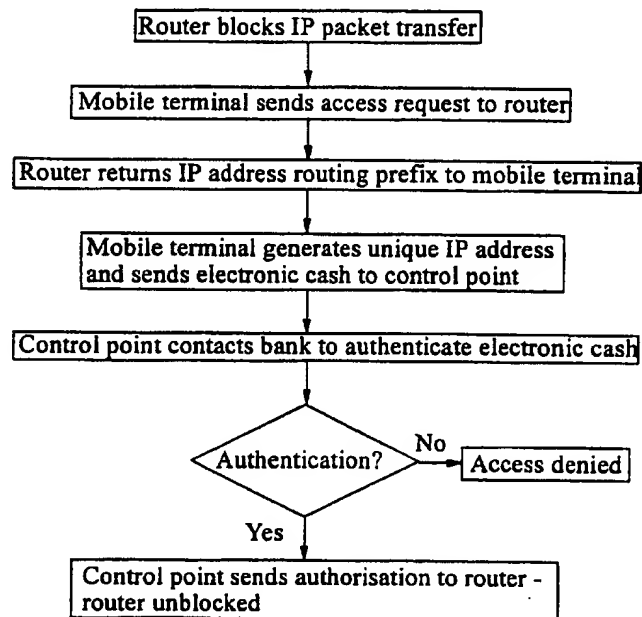 Router blocks IP packet transfer
Mobile terminal sends access request to router
Router returns IP address routing prefix to mobile terminal
Mobile terminal generates unique IP address
and sends electronic cash to control point
Control point contacts bank to authenticate electronic cash
Authentication?
No
Access denied
Yes
Control point sends authorisation to router -
router unblocked